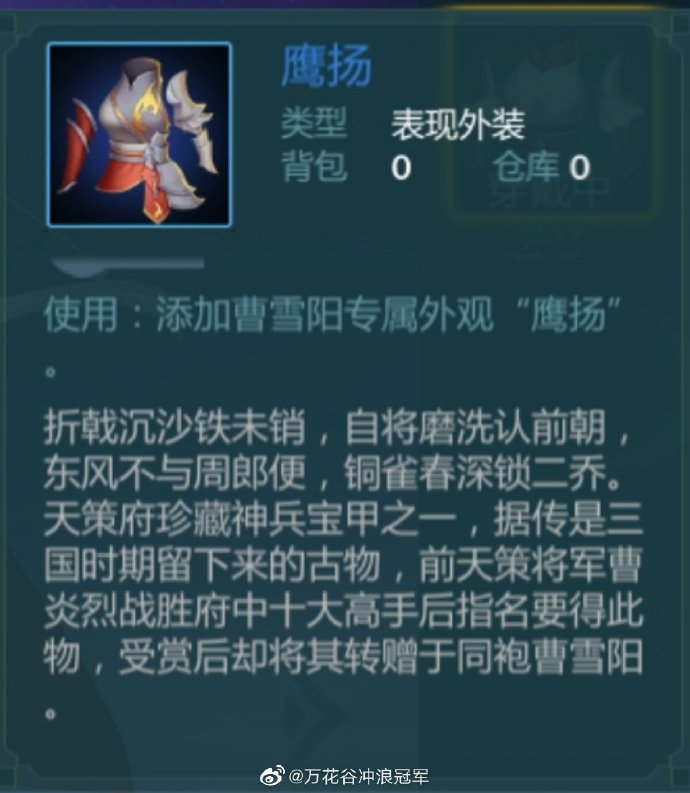 鹰扬
类型 表现外装
背包 0 仓库 0
穿戴中
使用：添加曹雪阳专属外观“鹰扬”
。
折戟沉沙铁未销，自将磨洗认前朝，
东风不与周郎便，铜雀春深锁二乔。
天策府珍藏神兵宝甲之一，据传是三
国时期留下来的古物，前天策将军曹
炎烈战胜府中十大高手后指名要得此
物，受赏后却将其转赠于同袍曹雪阳
。
@万花谷冲浪冠军